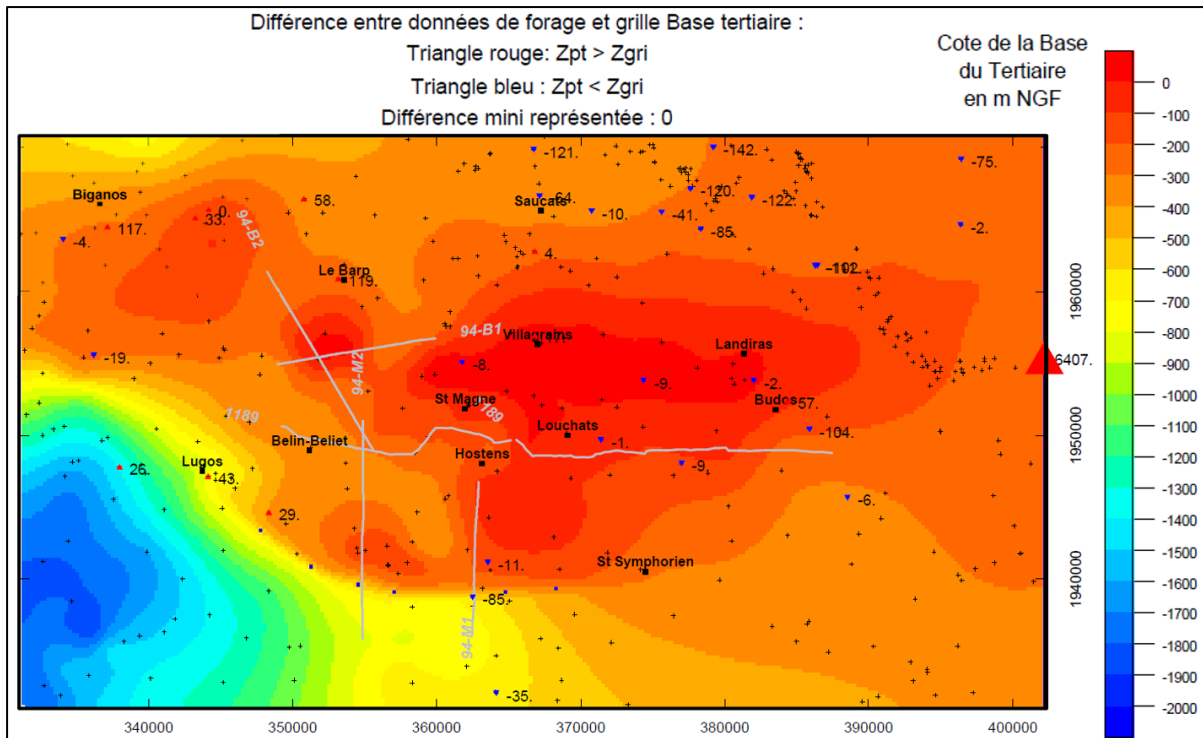 Différence entre données de forage et grille Base tertiaire :
Triangle rouge: Zpt > Zgri
Triangle bleu : Zpt < Zgri
Différence mini représentée : 0
Cote de la Base
du Tertiaire
en m NGF
0
-100
-200
-300
-400
-500
-600
-700
-800
-900
-1000
-1100
-1200
-1300
-1400
-1500
-1600
-1700
-1800
-1900
-2000
-121.
-142.
-75.
Biganos
58.
-64.
Saucats
-120.
-122.
0.
33.
117.
94-B2
-10.
-41.
-85.
-2.
-4.
4.
Le Barp
119.
-102.
1960000
94-B1
Villagrains
Landiras
6407.
-19.
94-M2
-8.
-9.
-2.
St Magne
Budos
57.
1189
189
Louchats
-104.
1950000
Belin-Beliet
-1.
Hostens
26.
Lugos
43.
-9.
-6.
29.
-11.
St Symphorien
1940000
-85.
94-M1
-35.
340000 350000 360000 370000 380000 390000 400000